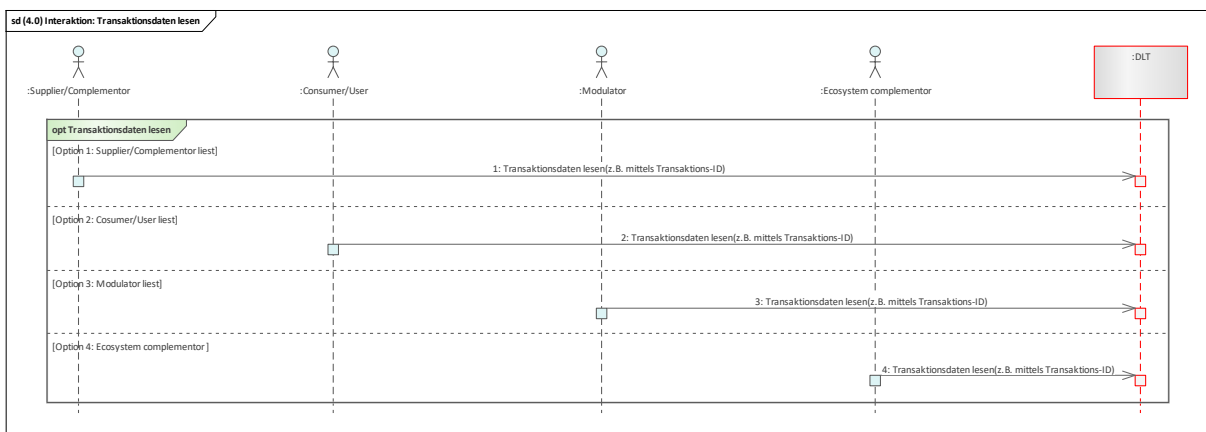 sd (4.0) Interaktion: Transaktionsdaten lesen
:Supplier/Complementor
:Consumer/User
:Modulator
:Ecosystem complementor
:DLT
opt Transaktionsdaten lesen
[Option 1: Supplier/Complementor liest]
1: Transaktionsdaten lesen(z.B. mittels Transaktions-ID)
[Option 2: Cosumer/User liest]
2: Transaktionsdaten lesen(z.B. mittels Transaktions-ID)
[Option 3: Modulator liest]
3: Transaktionsdaten lesen(z.B. mittels Transaktions-ID)
[Option 4: Ecosystem complementor ]
4: Transaktionsdaten lesen(z.B. mittels Transaktions-ID)